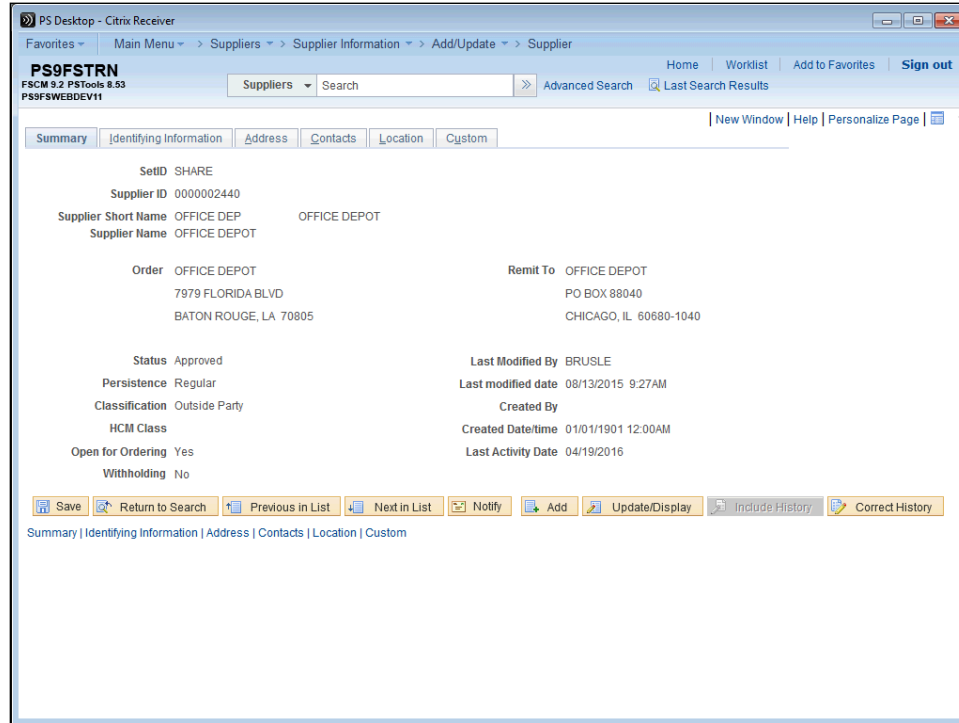 PS Desktop - Citrix Receiver
Favorites Main Menu > Suppliers > Supplier Information > Add/Update > Supplier
PS9FSTRN
FSCM 9.2 PSTools 8.53
PS9FSWEBDEV11
Home Worklist Add to Favorites Sign out
Suppliers Search » Advanced Search Last Search Results
New Window | Help | Personalize Page |
Summary Identifying Information Address Contacts Location Custom
SetID SHARE
Supplier ID 0000002440
Supplier Short Name OFFICE DEP OFFICE DEPOT
Supplier Name OFFICE DEPOT
Order OFFICE DEPOT Remit To OFFICE DEPOT
7979 FLORIDA BLVD PO BOX 88040
BATON ROUGE, LA 70805 CHICAGO, IL 60680-1040
Status Approved Last Modified By BRUSLE
Persistence Regular Last modified date 08/13/2015 9:27AM
Classification Outside Party Created By
HCM Class Created Date/time 01/01/1901 12:00AM
Open for Ordering Yes Last Activity Date 04/19/2016
Withholding No
Save Return to Search Previous in List Next in List Notify Add Update/Display Include History Correct History
Summary | Identifying Information | Address | Contacts | Location | Custom